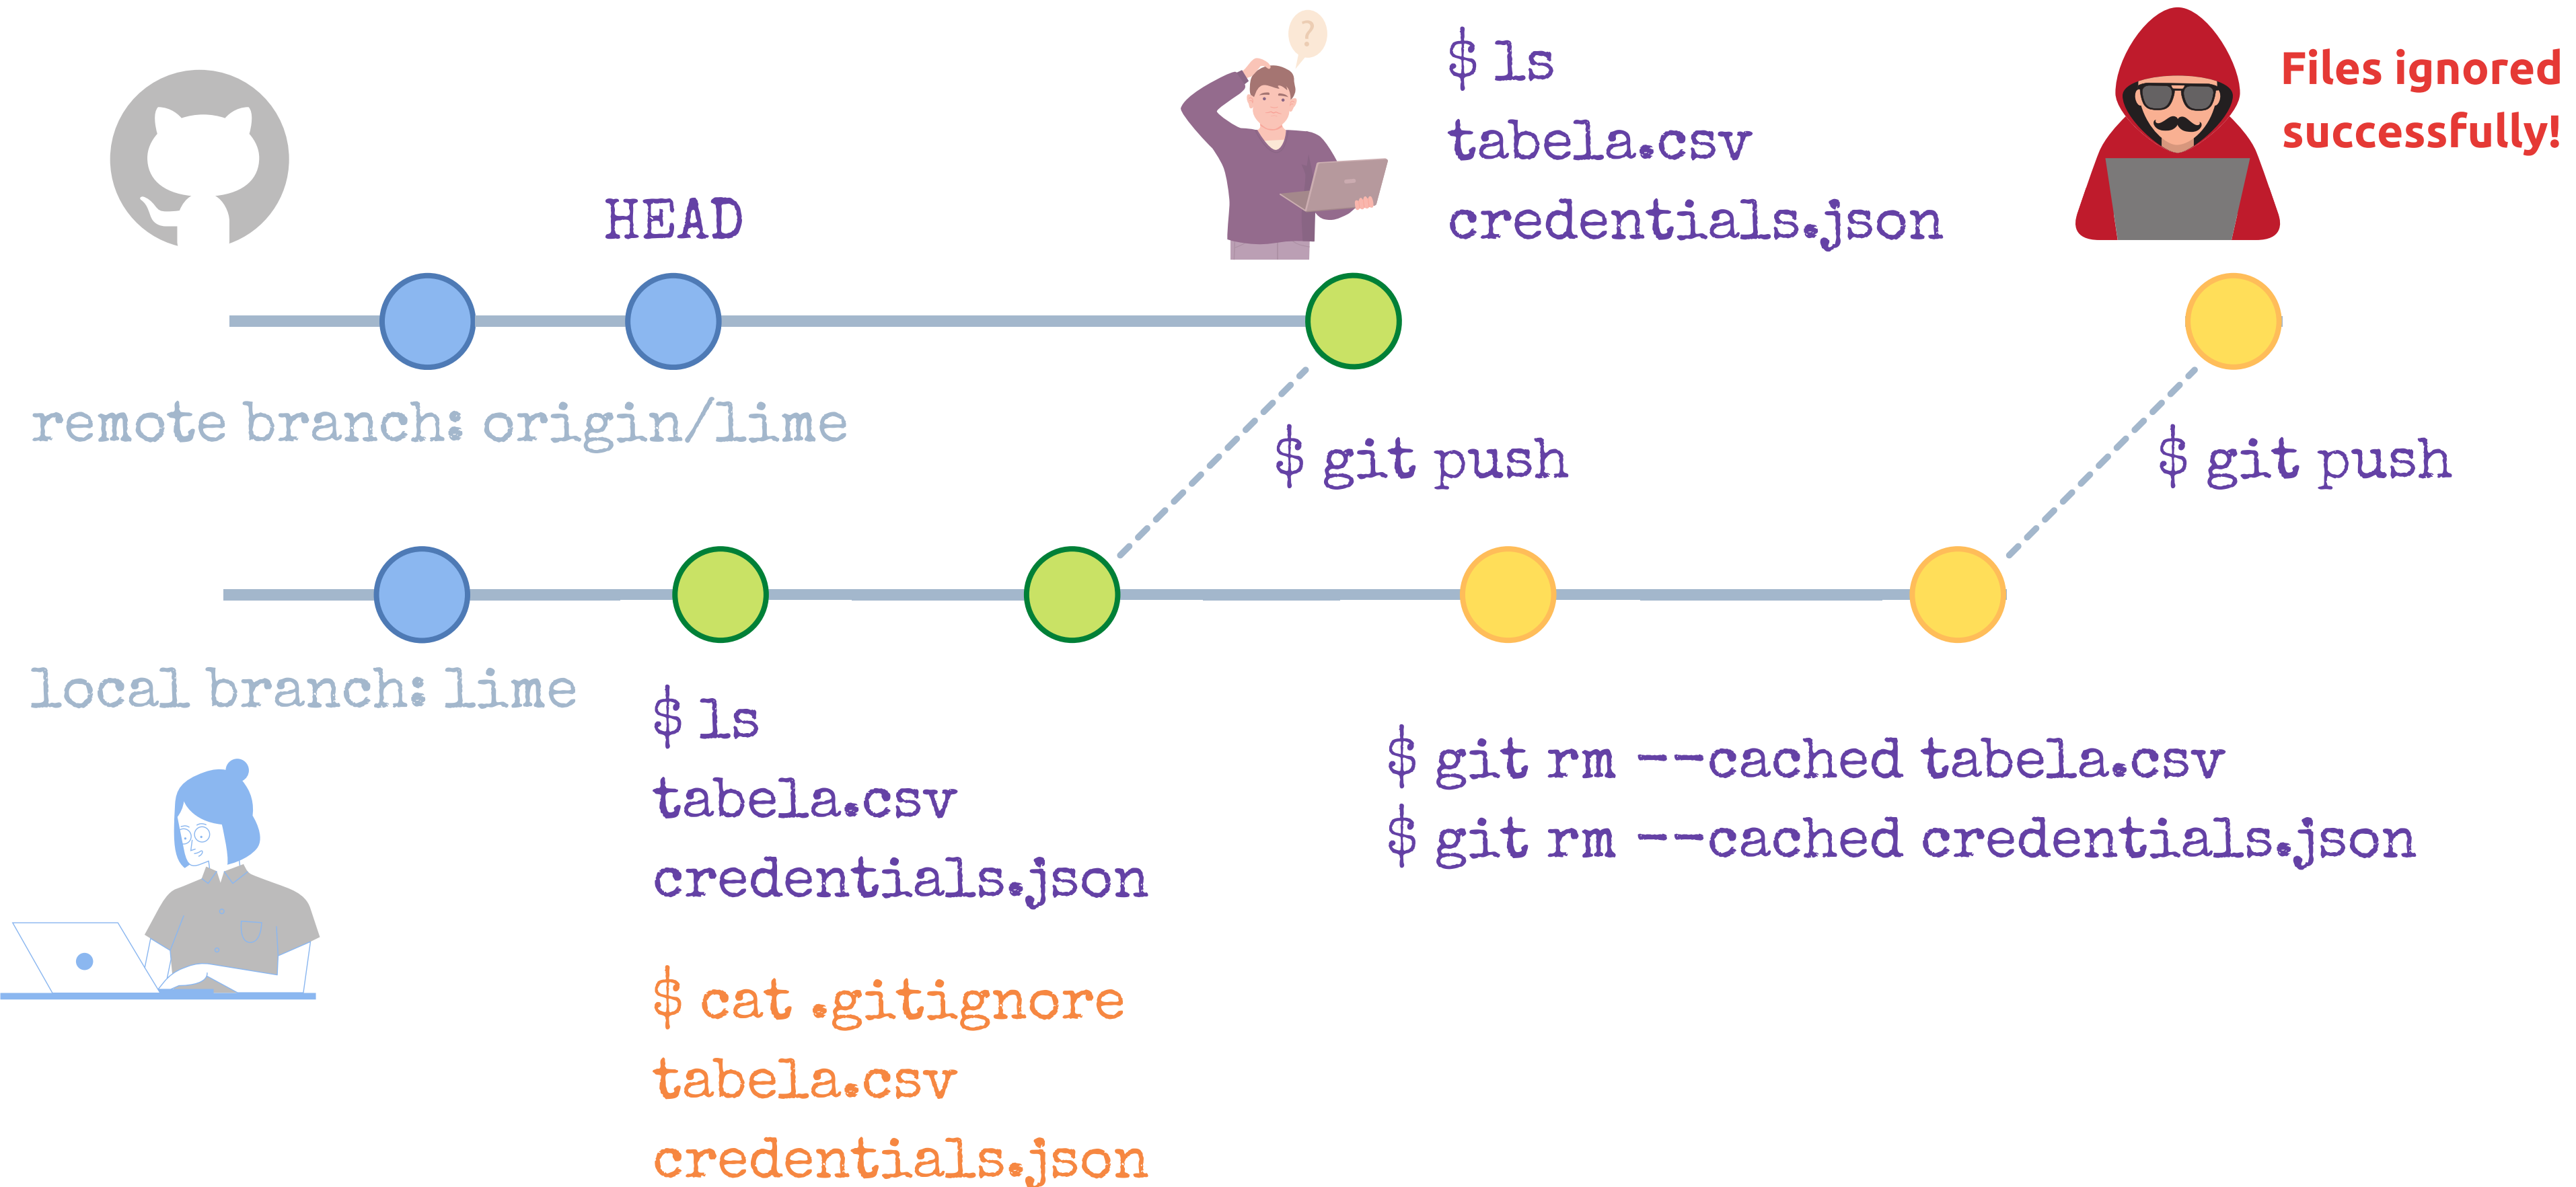 $ ls
tabela.csv
credentials.json
Files ignored
successfully!
HEAD
remote branch: origin/lime
$ git push
$ git push
local branch: lime
$ ls
tabela.csv
credentials.json
$ git rm --cached tabela.csv
$ git rm --cached credentials.json
$ cat .gitignore
tabela.csv
credentials.json
?